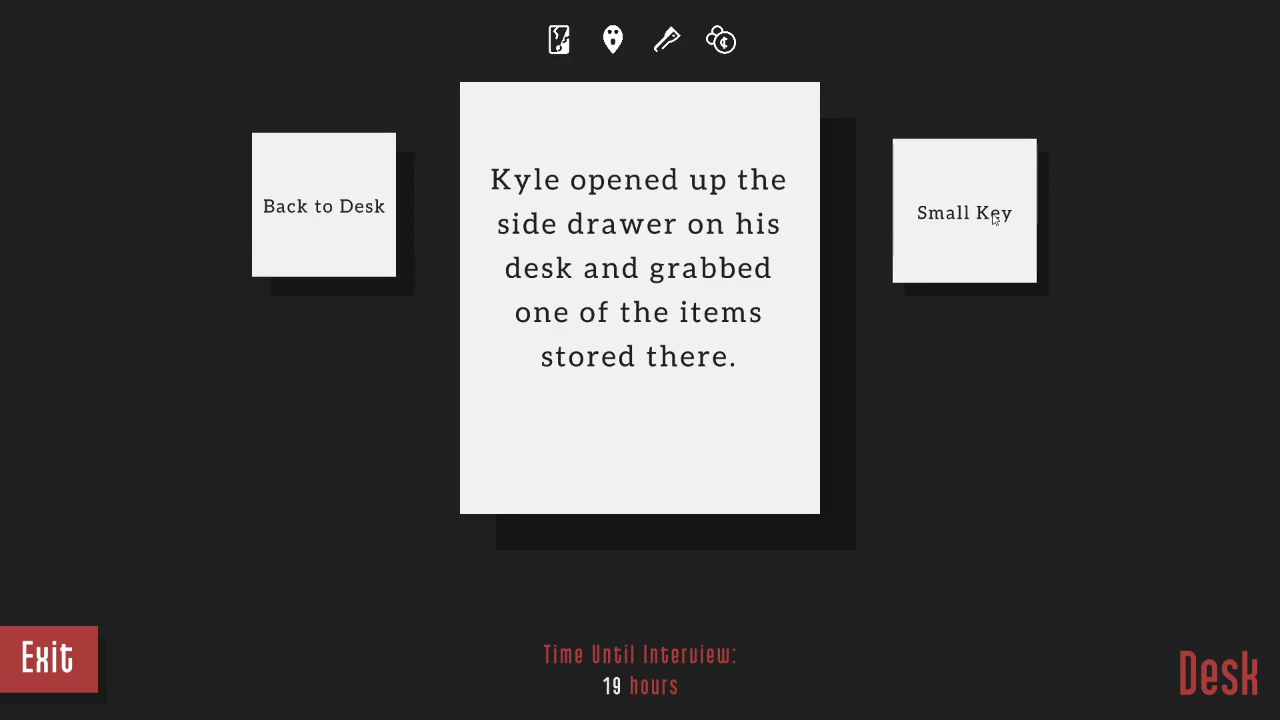 Back to Desk
Kyle opened up the
side drawer on his
desk and grabbed
one of the items
stored there.
Small Key
Exit
Time Until Interview:
19 hours
Desk